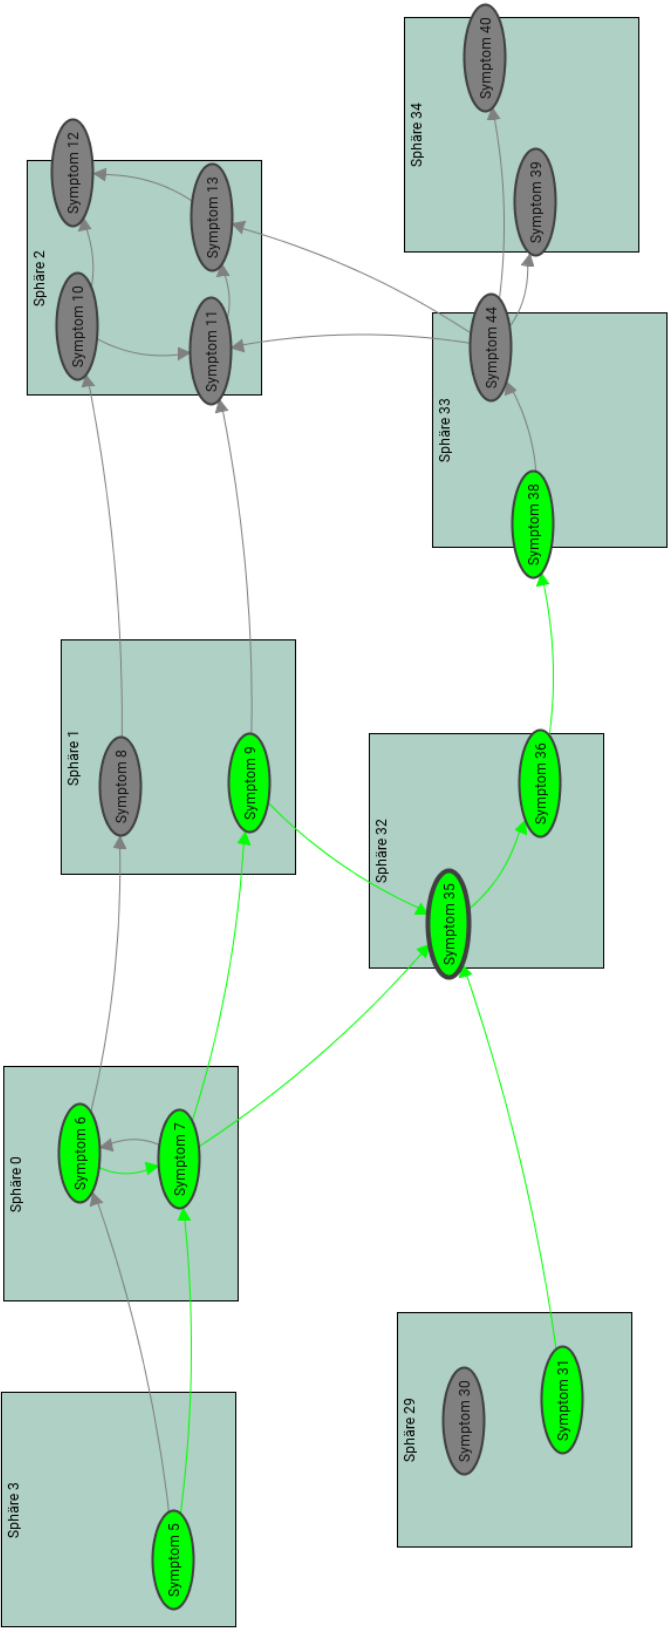 Sphäre 3
Symptom 5
Sphäre 0
Symptom 6
Symptom 7
Sphäre 1
Symptom 8
Symptom 9
Sphäre 2
Symptom 10
Symptom 12
Symptom 11
Symptom 13
Sphäre 29
Symptom 30
Symptom 31
Sphäre 32
Symptom 35
Symptom 36
Sphäre 33
Symptom 44
Symptom 38
Sphäre 34
Symptom 40
Symptom 39